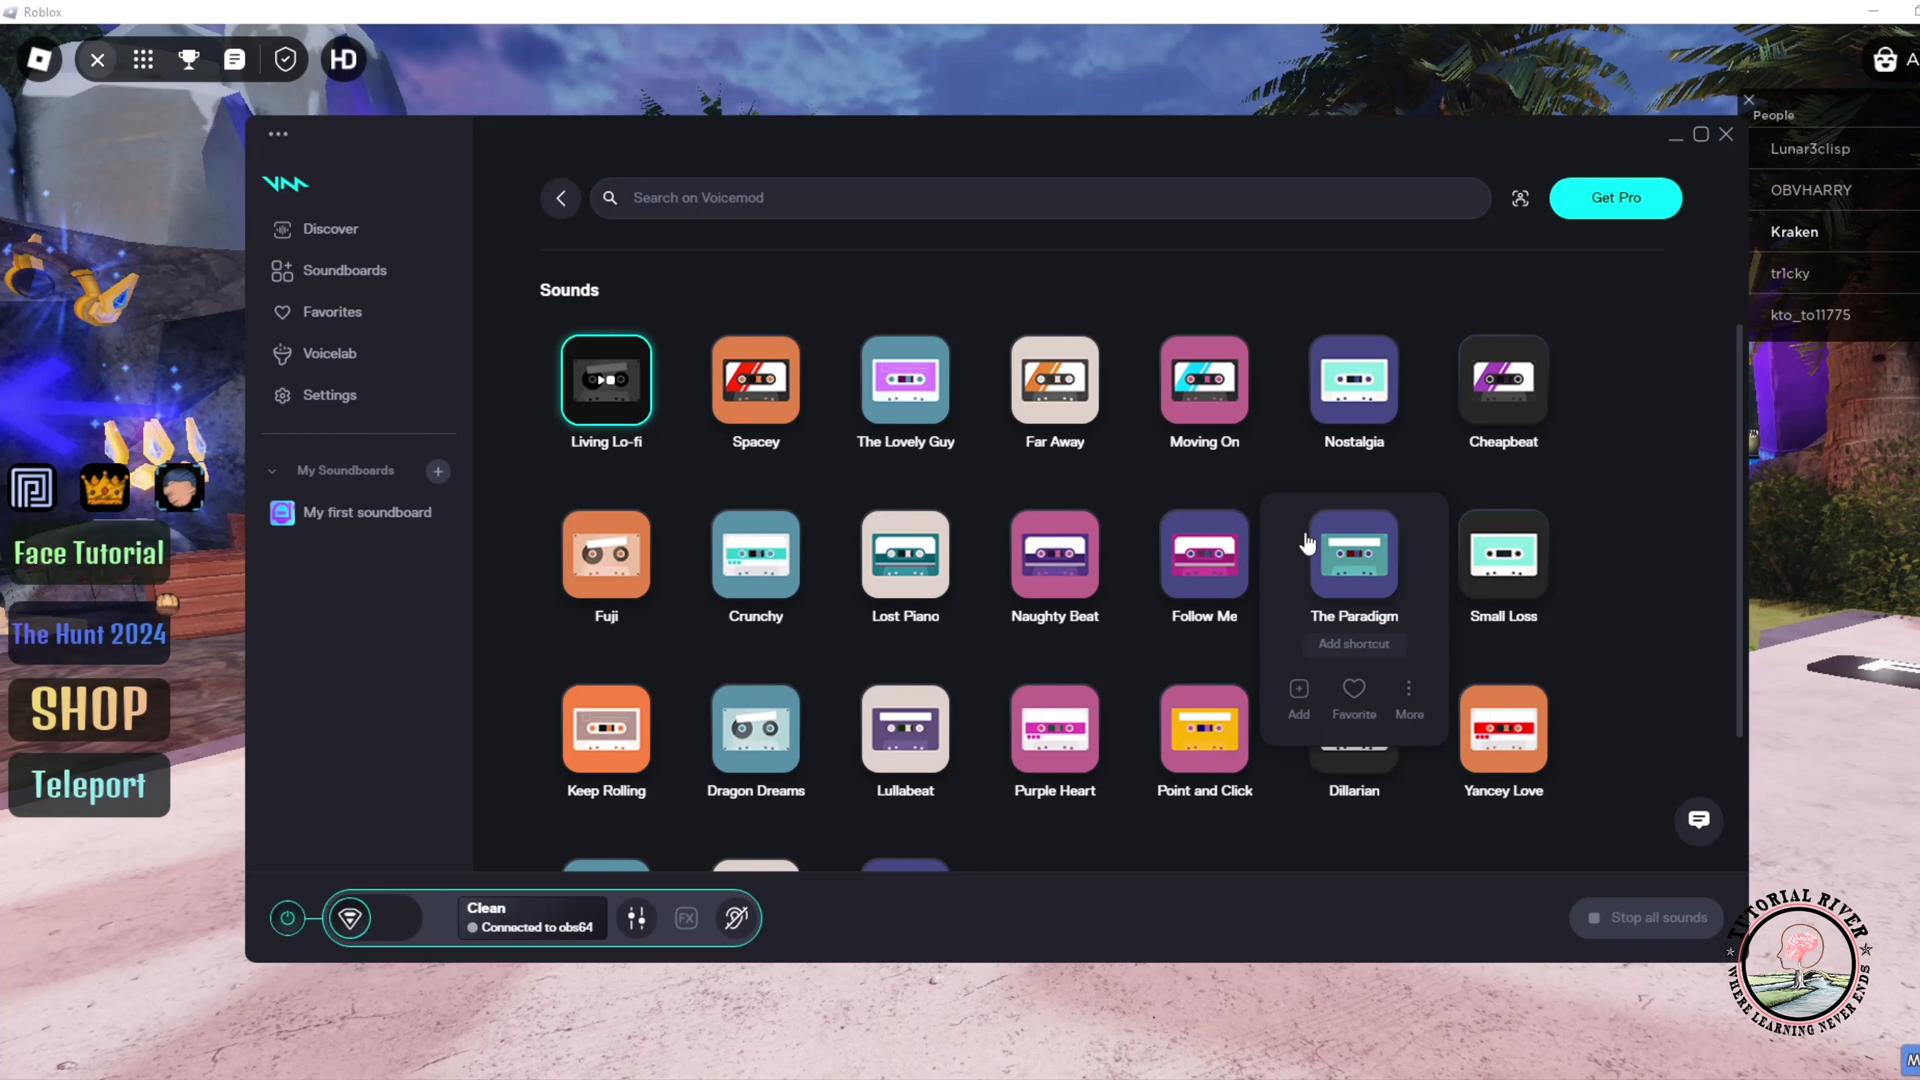 Roblox
HD
A
People
Lunar3clisp
OBVHARRY
Kraken
tr1cky
kto_to11775
Search on Voicemod
Get Pro
Discover
Soundboards
Favorites
Voicelab
Settings
My Soundboards
My first soundboard
Sounds
Living Lo-fi
Spacey
The Lovely Guy
Far Away
Moving On
Nostalgia
Cheapbeat
Fuji
Crunchy
Lost Piano
Naughty Beat
Follow Me
The Paradigm
Small Loss
Add shortcut
Add
Favorite
More
Keep Rolling
Dragon Dreams
Lullabeat
Purple Heart
Point and Click
Dillarian
Yancey Love
Face Tutorial
The Hunt 2024
SHOP
Teleport
Clean
Connected to obs64
FX
Stop all sounds
TUTORIAL RIVER
WHERE LEARNING NEVER ENDS
M